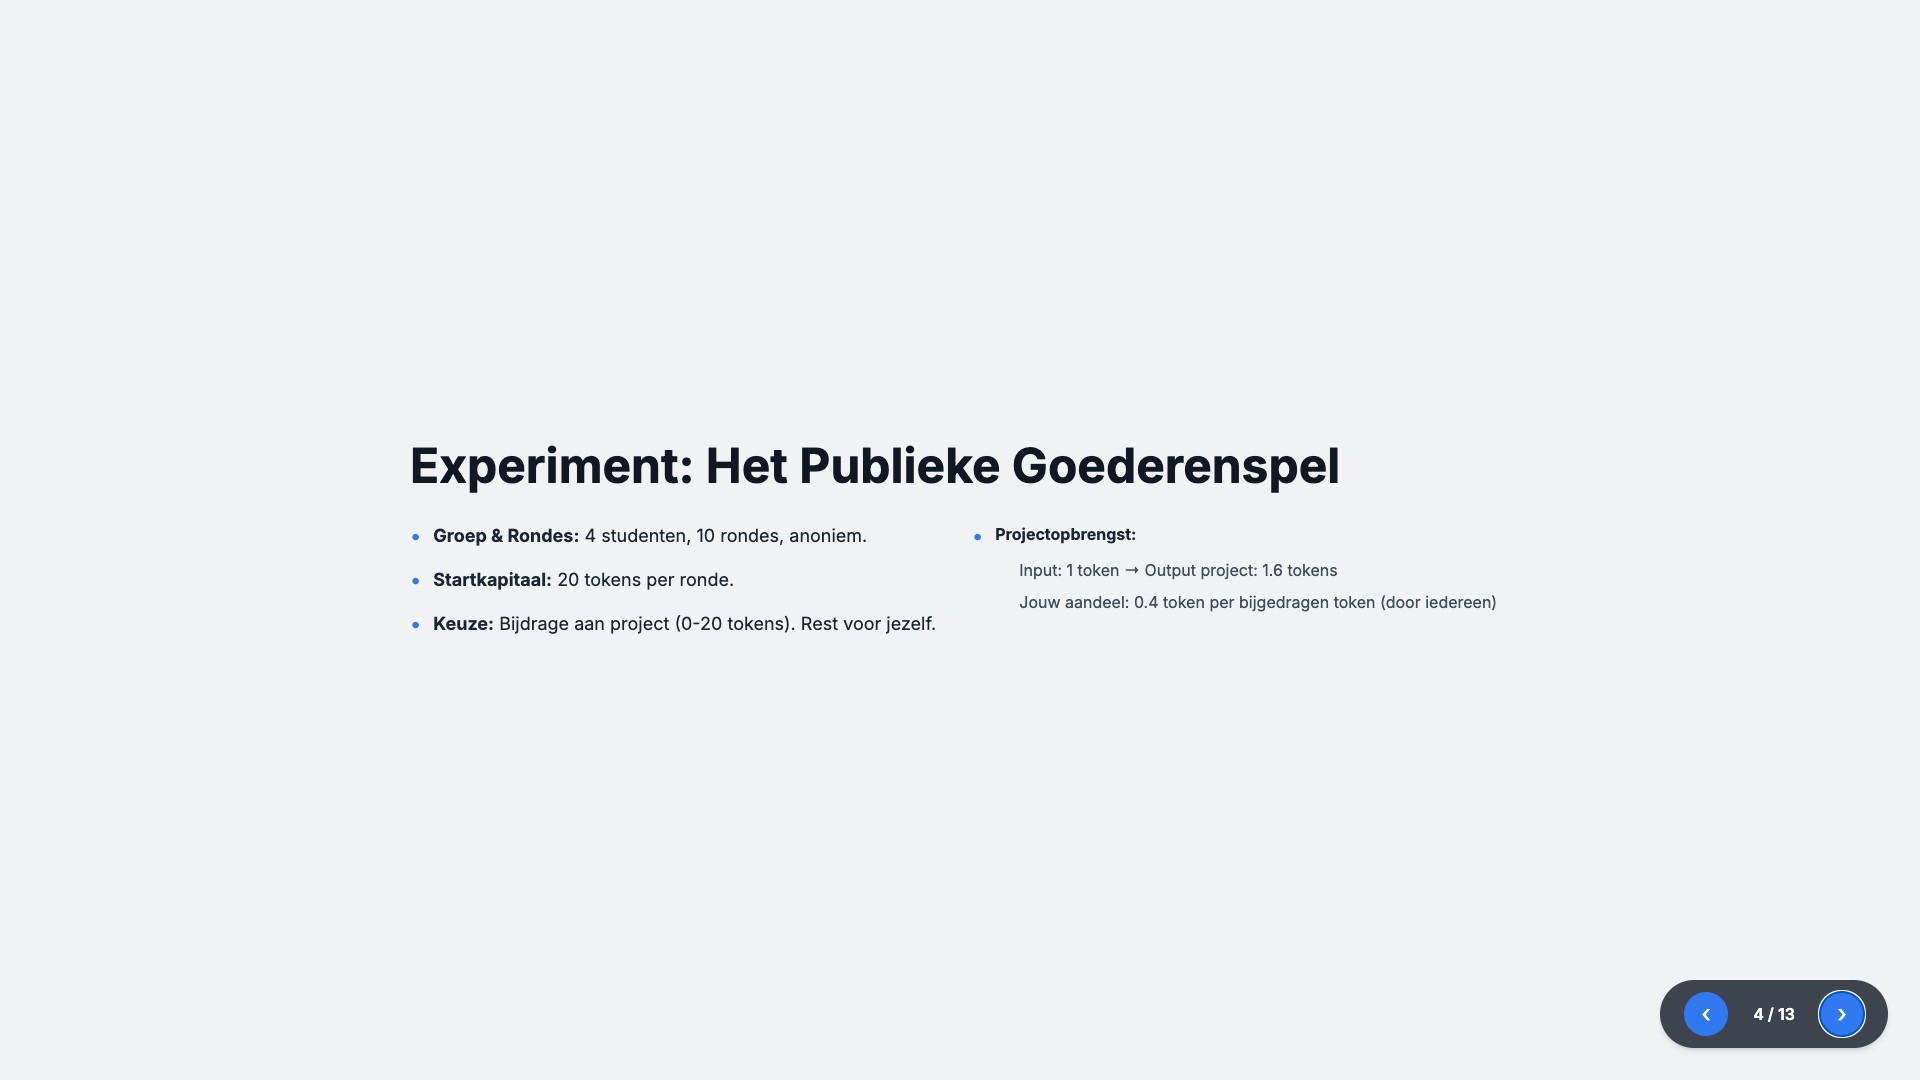 Experiment: Het Publieke Goederenspel
• Groep & Rondes: 4 studenten, 10 rondes, anoniem.
• Startkapitaal: 20 tokens per ronde.
• Keuze: Bijdrage aan project (0-20 tokens). Rest voor jezelf.
• Projectopbrengst:
Input: 1 token → Output project: 1.6 tokens
Jouw aandeel: 0.4 token per bijgedragen token (door iedereen)
‹ 4 / 13 ›